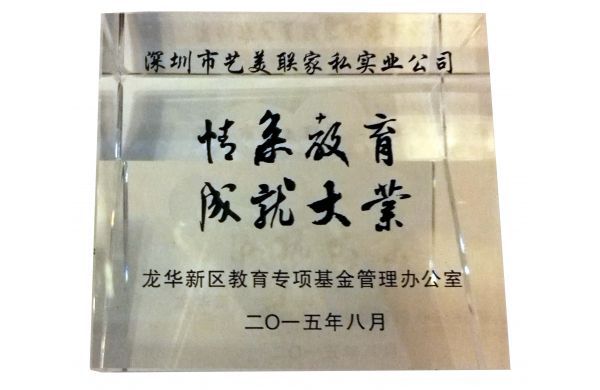 深圳市艺美联家私实业公司
情系教育
成就大业
龙华新区教育专项基金管理办公室
二〇一五年八月